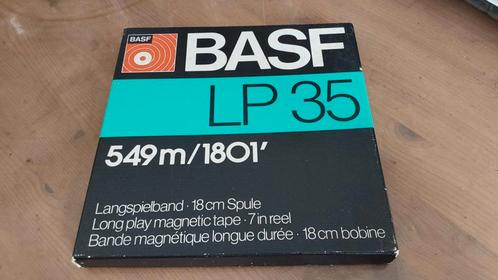 BASF
BASF
LP 35
549m/1801'
Langspielband · 18 cm Spule
Long play magnetic tape · 7 in reel
Bande magnétique longue durée · 18 cm bobine